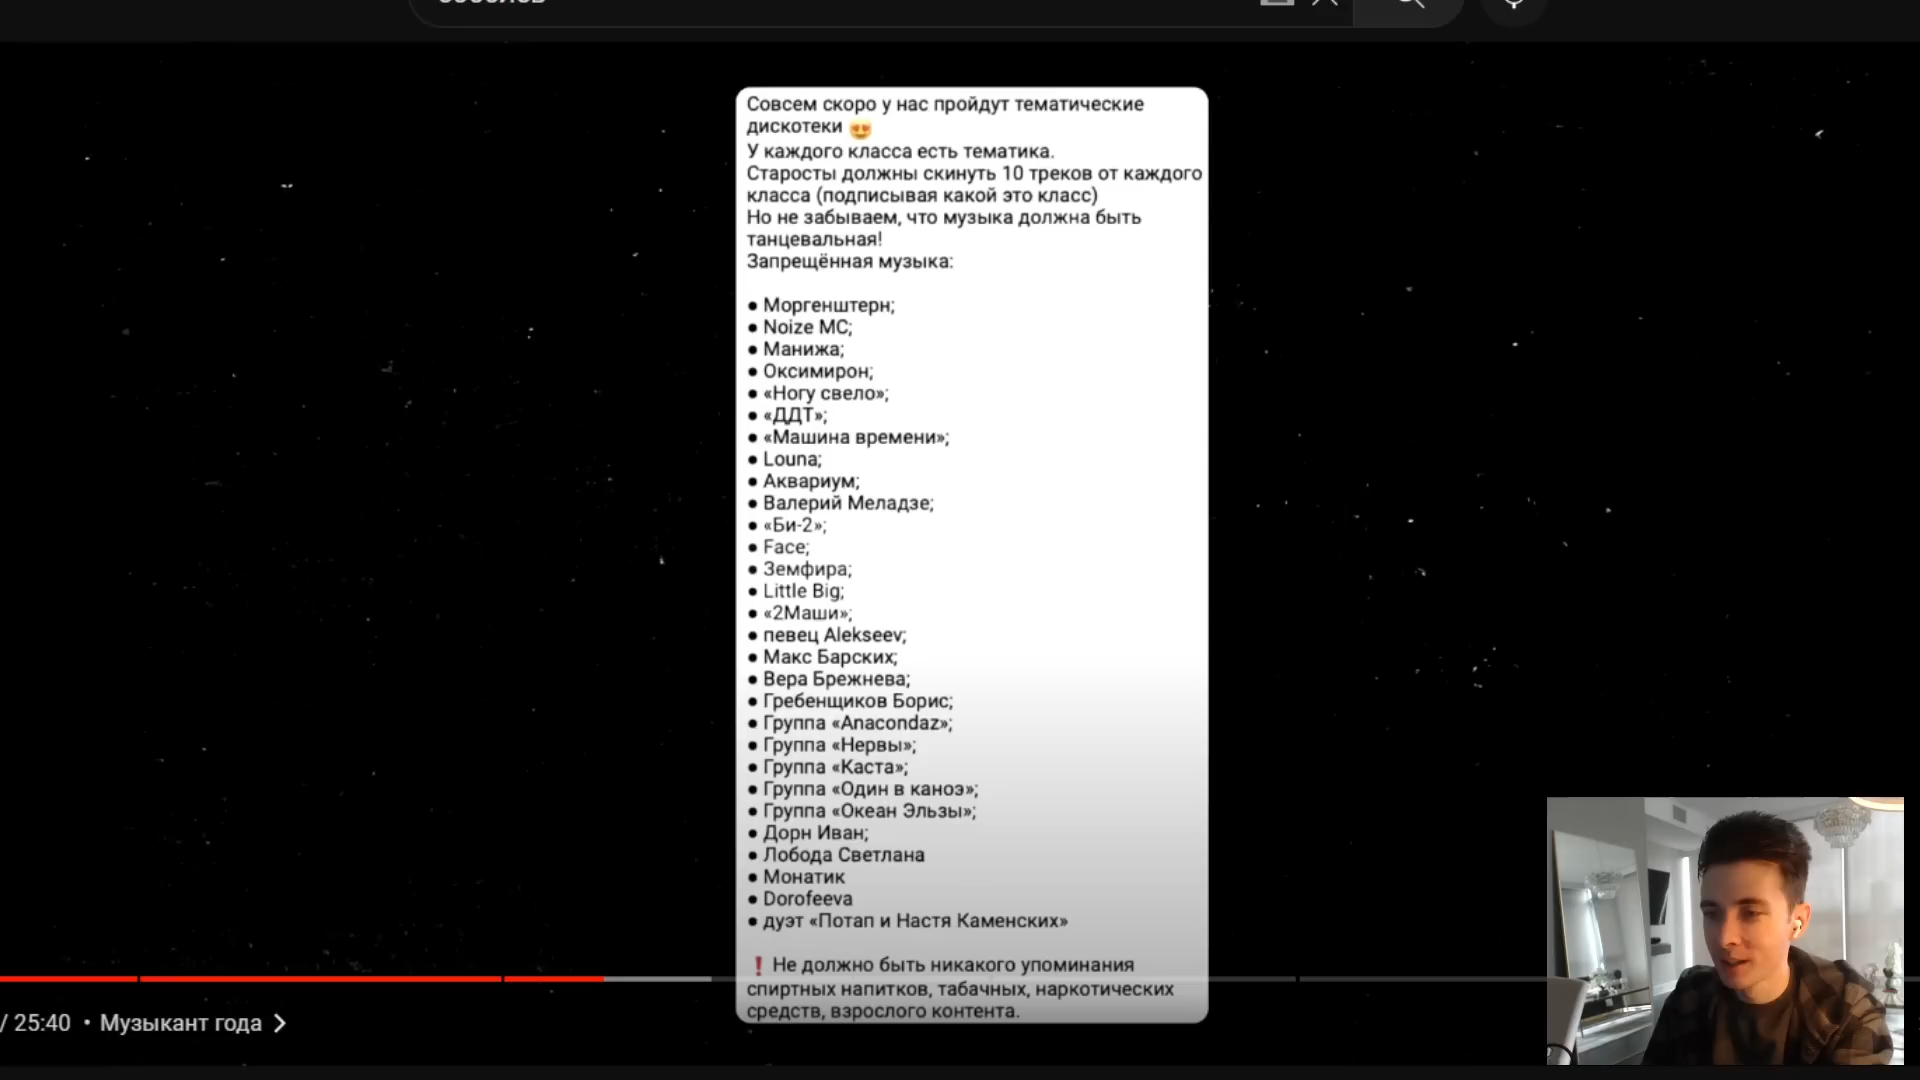 Совсем скоро у нас пройдут тематические
дискотеки 😍
У каждого класса есть тематика.
Старосты должны скинуть 10 треков от каждого
класса (подписывая какой это класс)
Но не забываем, что музыка должна быть
танцевальная!
Запрещённая музыка:
● Моргенштерн;
● Noize MC;
● Манижа;
● Оксимирон;
● «Ногу свело»;
● «ДДТ»;
● «Машина времени»;
● Louna;
● Аквариум;
● Валерий Меладзе;
● «Би-2»;
● Face;
● Земфира;
● Little Big;
● «2Маши»;
● певец Alekseev;
● Макс Барских;
● Вера Брежнева;
● Гребенщиков Борис;
● Группа «Anacondaz»;
● Группа «Нервы»;
● Группа «Каста»;
● Группа «Один в каноэ»;
● Группа «Океан Эльзы»;
● Дорн Иван;
● Лобода Светлана
● Монатик
● Dorofeeva
● дуэт «Потап и Настя Каменских»
❗ Не должно быть никакого упоминания
спиртных напитков, табачных, наркотических
средств, взрослого контента.
/ 25:40 • Музыкант года